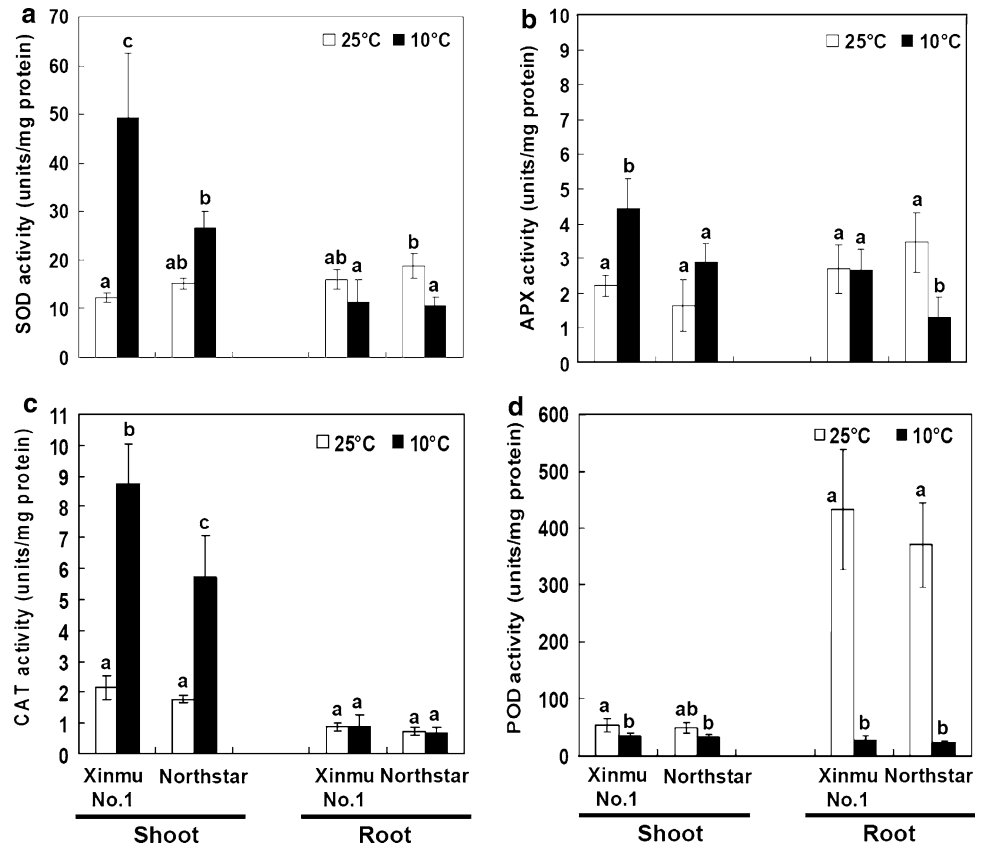 a
SOD activity (units/mg protein)
70
60
50
40
30
20
10
0
25°C 10°C
a c ab b
ab a b a
b
APX activity (units/mg protein)
10
9
8
7
6
5
4
3
2
1
0
25°C 10°C
a b a a
a a a b
c
CAT activity (units/mg protein)
11
10
9
8
7
6
5
4
3
2
1
0
25°C 10°C
a b a c
a a a a
Xinmu No.1
Northstar
Xinmu No.1
Northstar
Shoot
Root
d
POD activity (units/mg protein)
600
500
400
300
200
100
0
25°C 10°C
a b ab b
a b a b
Xinmu No.1
Northstar
Xinmu No.1
Northstar
Shoot
Root